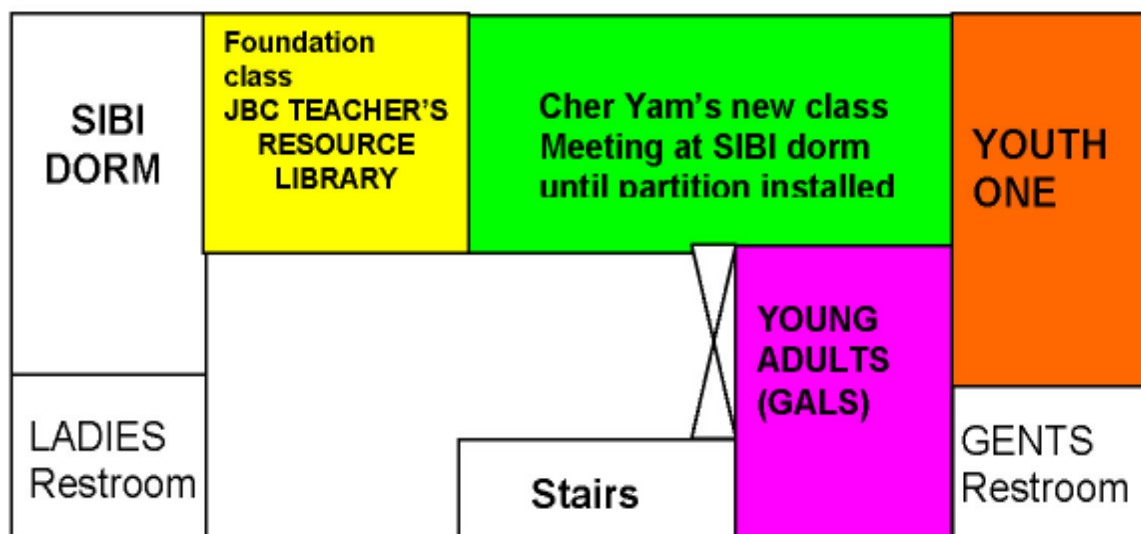 SIBI
DORM
Foundation
class
JBC TEACHER'S
RESOURCE
LIBRARY
Cher Yam's new class
Meeting at SIBI dorm
until partition installed
YOUTH
ONE
YOUNG
ADULTS
(GALS)
LADIES
Restroom
Stairs
GENTS
Restroom